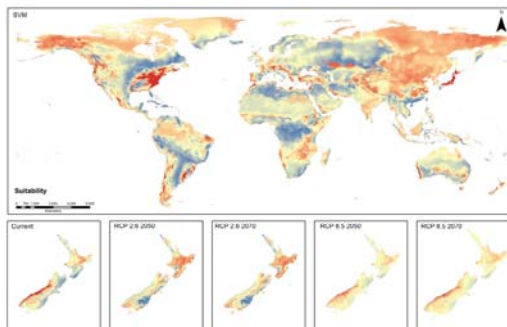 SVM
N
Suitability
Current
RCP 2.6 2050
RCP 2.6 2070
RCP 8.5 2050
RCP 8.5 2070